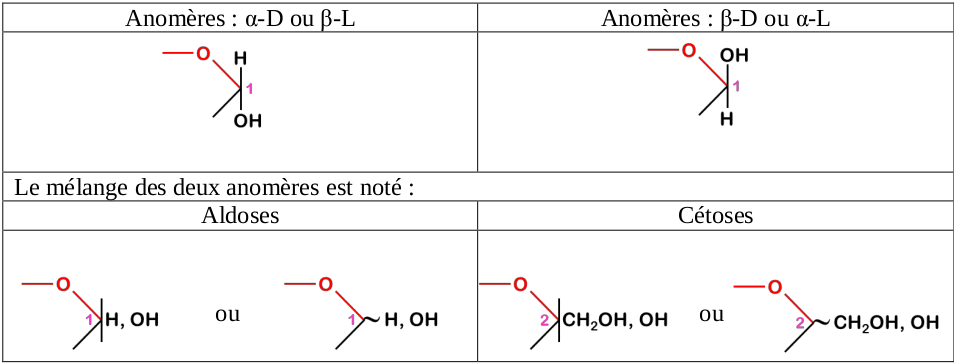 Anomères : α-D ou β-L
Anomères : β-D ou α-L
O H
1
OH
O OH
1
H
Le mélange des deux anomères est noté :
Aldoses
Cétoses
O
1 H, OH
ou
O
1 ~ H, OH
O
2 CH₂OH, OH
ou
O
2 ~ CH₂OH, OH